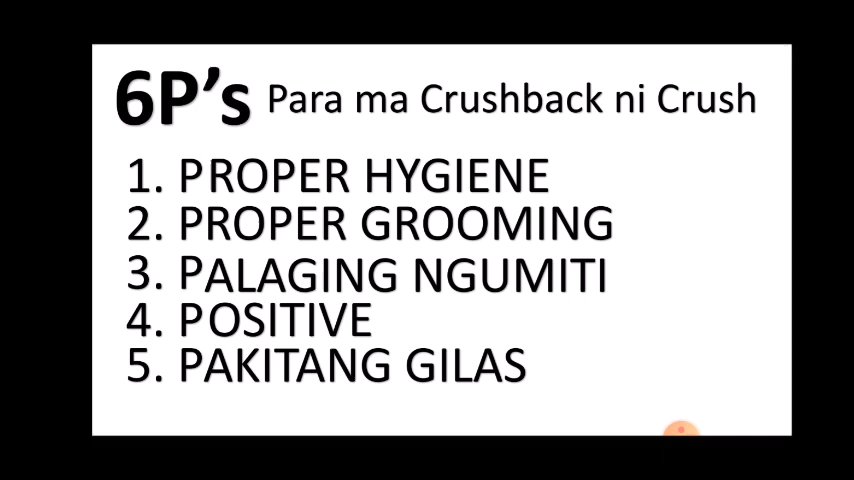 6P’s Para ma Crushback ni Crush
1. PROPER HYGIENE
2. PROPER GROOMING
3. PALAGING NGUMITI
4. POSITIVE
5. PAKITANG GILAS